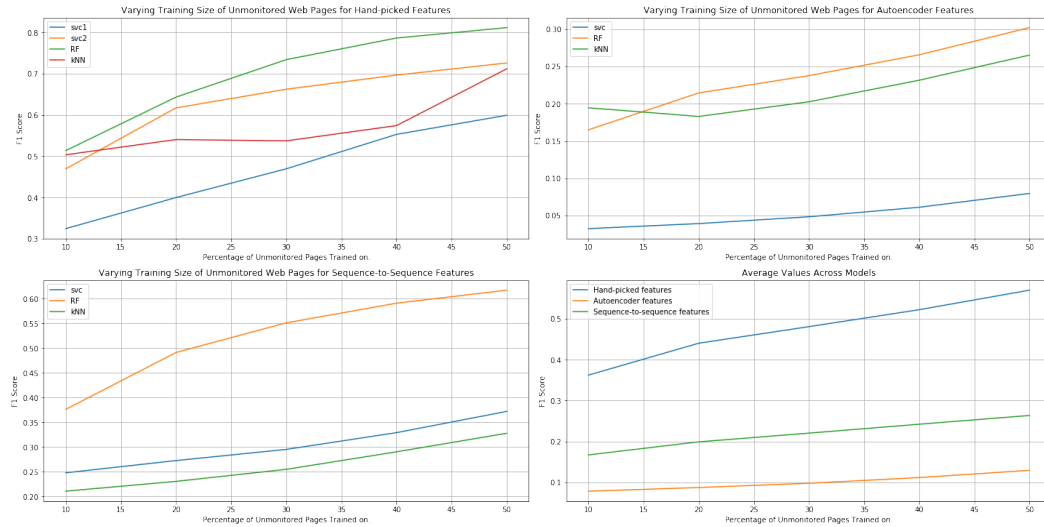 Varying Training Size of Unmonitored Web Pages for Hand-picked Features
svc1
svc2
RF
kNN
0.8
0.7
0.6
0.5
0.4
0.3
F1 Score
10 15 20 25 30 35 40 45 50
Percentage of Unmonitored Pages Trained on.
Varying Training Size of Unmonitored Web Pages for Autoencoder Features
svc
RF
kNN
0.30
0.25
0.20
0.15
0.10
0.05
F1 Score
10 15 20 25 30 35 40 45 50
Percentage of Unmonitored Pages Trained on.
Varying Training Size of Unmonitored Web Pages for Sequence-to-Sequence Features
svc
RF
kNN
0.60
0.55
0.50
0.45
0.40
0.35
0.30
0.25
0.20
F1 Score
10 15 20 25 30 35 40 45 50
Percentage of Unmonitored Pages Trained on.
Average Values Across Models
Hand-picked features
Autoencoder features
Sequence-to-sequence features
0.5
0.4
0.3
0.2
0.1
F1 Score
10 15 20 25 30 35 40 45 50
Percentage of Unmonitored Pages Trained on.